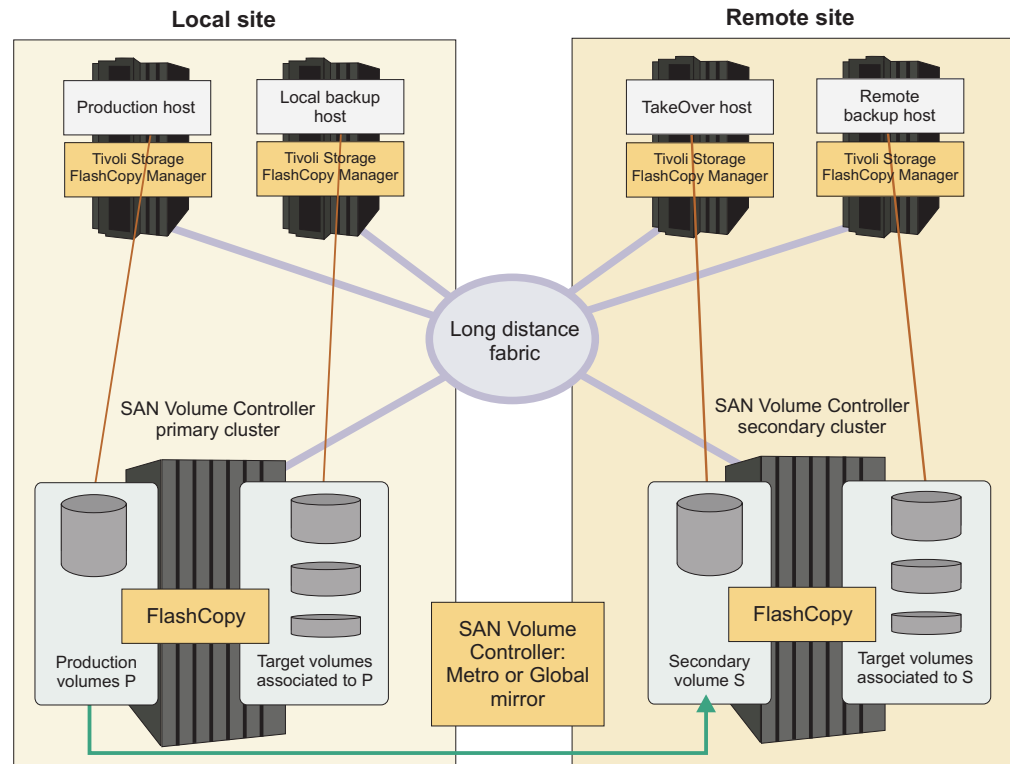 Local site
Remote site
Production host
Local backup
host
TakeOver host
Remote
backup host
Tivoli Storage
FlashCopy Manager
Tivoli Storage
FlashCopy Manager
Tivoli Storage
FlashCopy Manager
Tivoli Storage
FlashCopy Manager
Long distance
fabric
SAN Volume Controller
primary cluster
SAN Volume Controller
secondary cluster
FlashCopy
FlashCopy
Production
volumes P
Target volumes
associated to P
SAN Volume
Controller:
Metro or Global
mirror
Secondary
volume S
Target volumes
associated to S